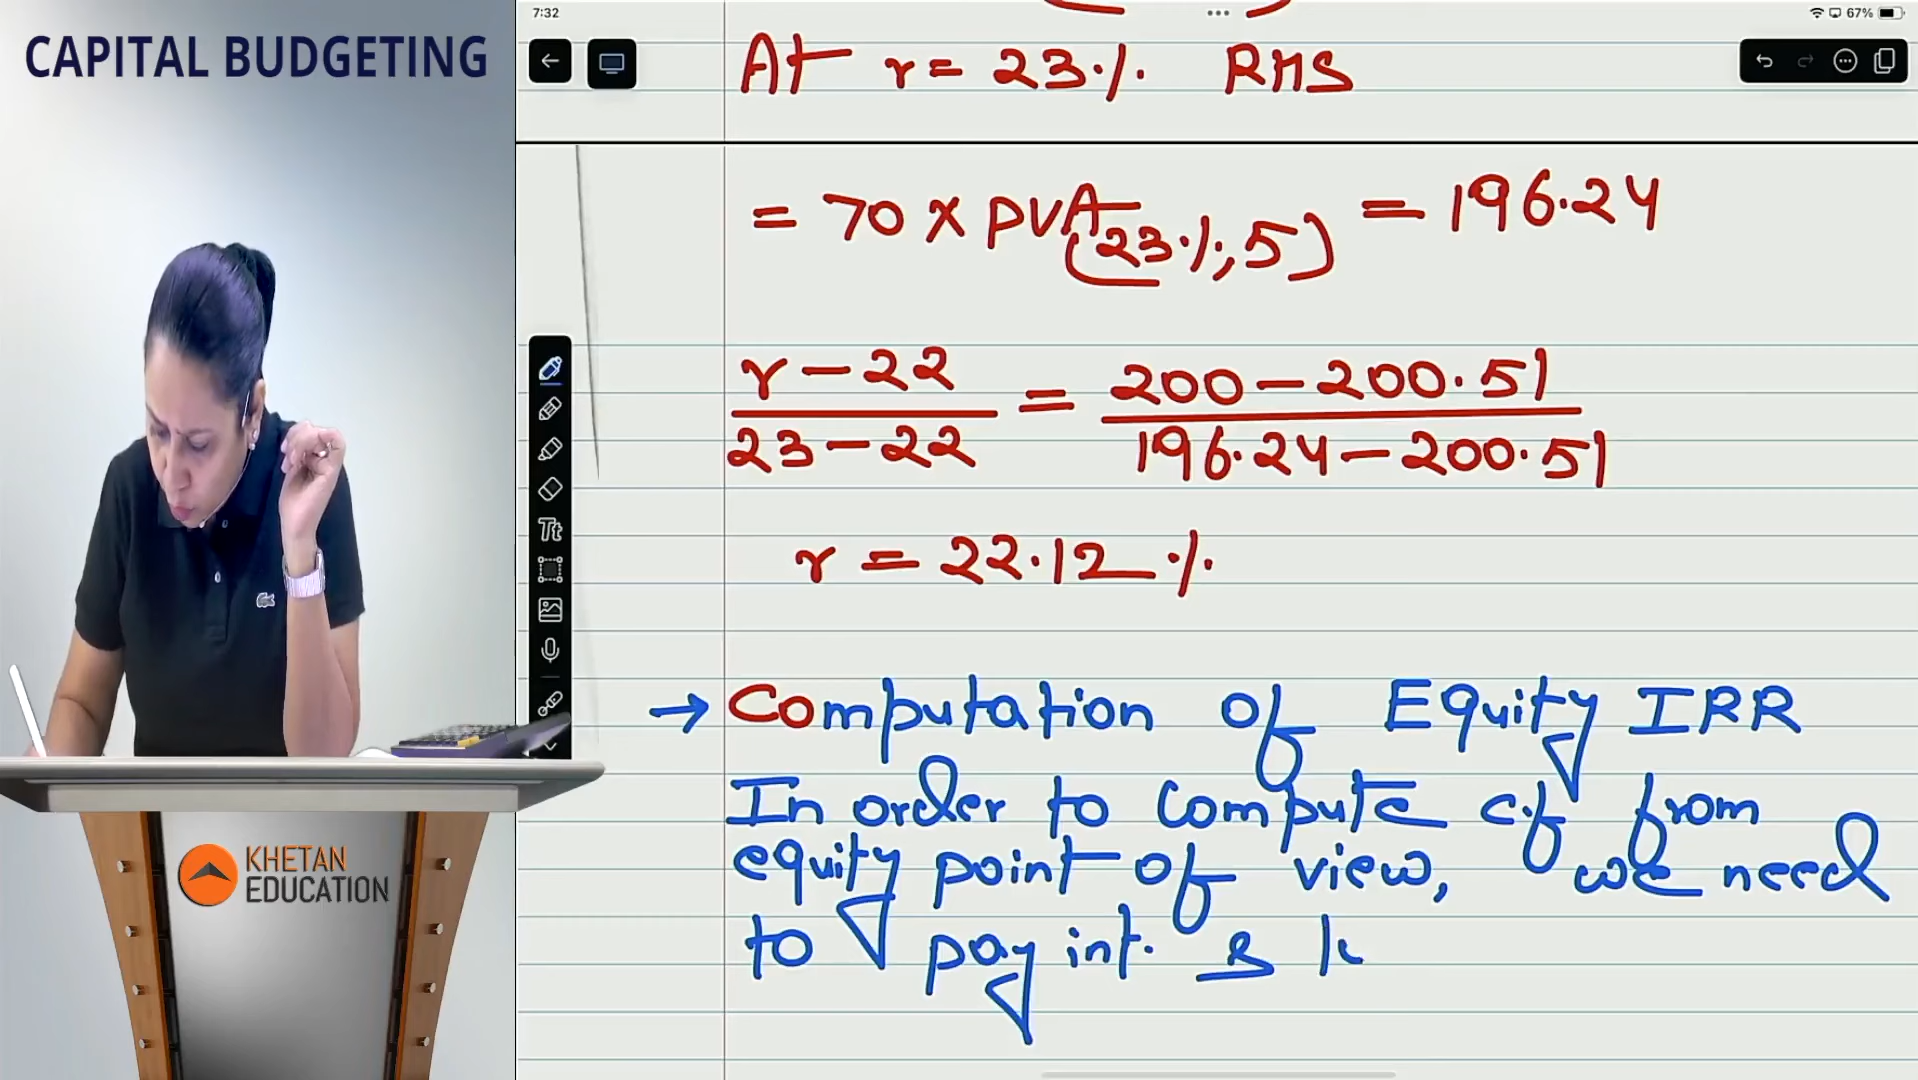 CAPITAL BUDGETING
7:32
67%
At r = 23% RHS
= 70 × PVA(23%,5) = 196.24
r – 22 / 23 – 22 = 200 – 200.51 / 196.24 – 200.51
r = 22.12 %
→ Computation of Equity IRR
In order to compute cf from
equity point of view, we need
to pay int. &
Tt
KHETAN
EDUCATION